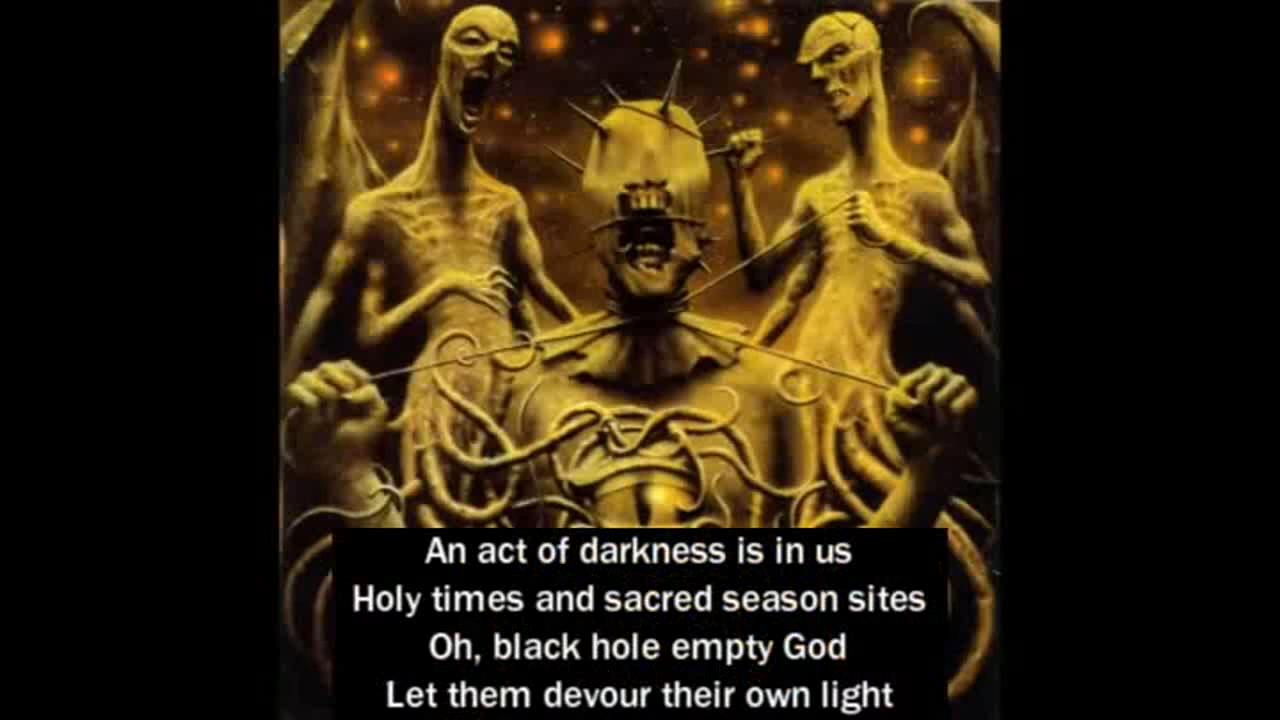 An act of darkness is in us
Holy times and sacred season sites
Oh, black hole empty God
Let them devour their own light